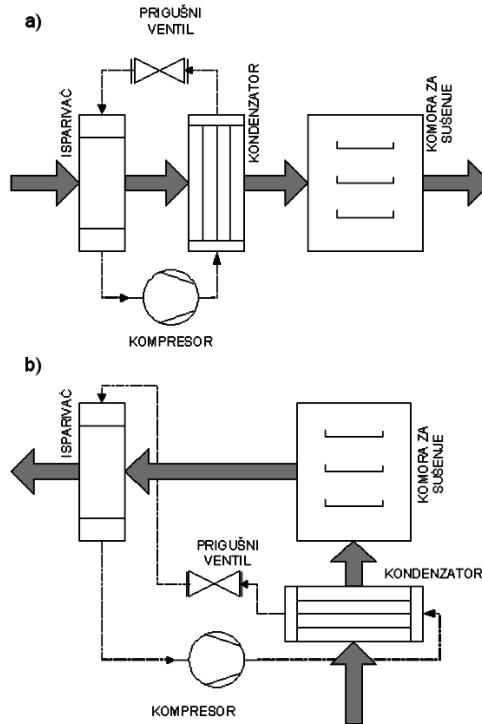 a)
PRIGUŠNI
VENTIL
ISPARIVAČ
KONDENZATOR
KOMORA ZA
SUŠENJE
KOMPRESOR
b)
ISPARIVAČ
KOMORA ZA
SUŠENJE
PRIGUŠNI
VENTIL
KONDENZATOR
KOMPRESOR